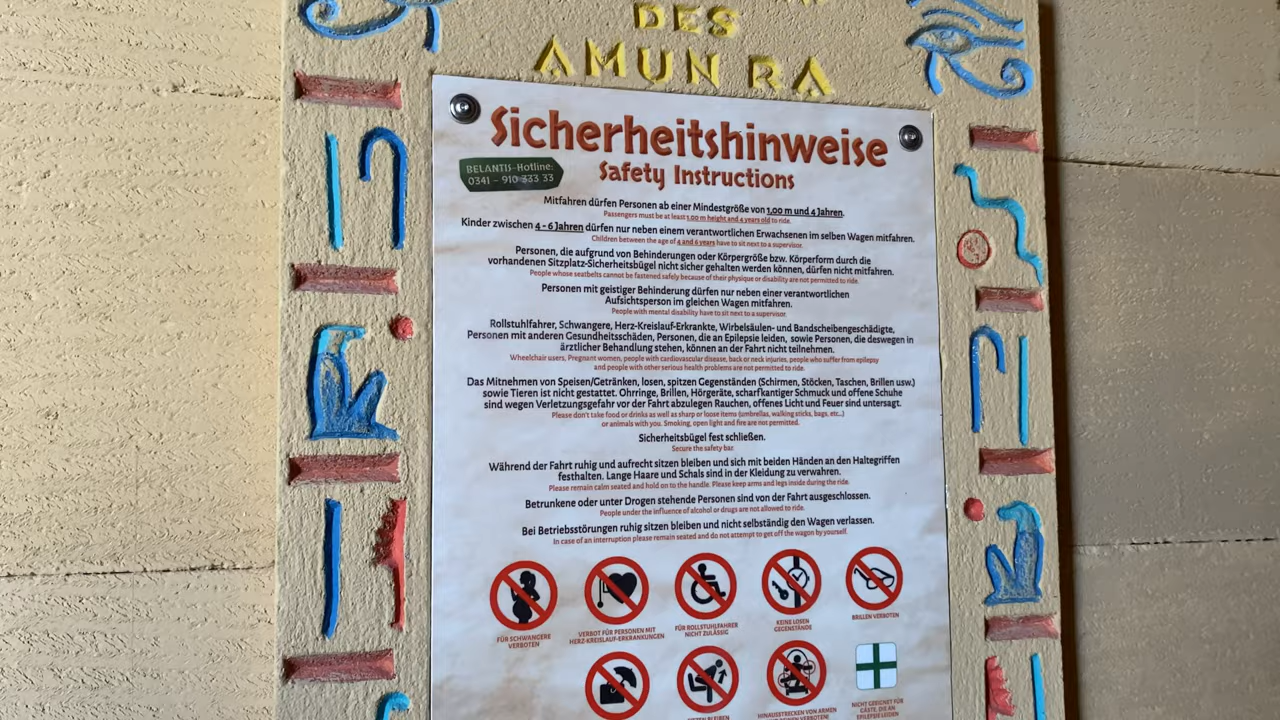 DES
AMUN RA
Sicherheitshinweise
Safety Instructions
BELANTIS-Hotline:
0341 - 910 333 33
Mitfahren dürfen Personen ab einer Mindestgröße von 1,00 m und 4 Jahren.
Passengers must be at least 1,00 m height and 4 years old to ride.
Kinder zwischen 4 - 6 Jahren dürfen nur neben einem verantwortlichen Erwachsenen im selben Wagen mitfahren.
Children between the age of 4 and 6 years have to sit next to a supervisor.
Personen, die aufgrund von Behinderungen oder Körpergröße bzw. Körperform durch die
vorhandenen Sitzplatz-Sicherheitsbügel nicht sicher gehalten werden können, dürfen nicht mitfahren.
People whose seatbelts cannot be fastened safely because of their physique or disability are not permitted to ride.
Personen mit geistiger Behinderung dürfen nur neben einer verantwortlichen
Aufsichtsperson im gleichen Wagen mitfahren.
People with mental disability have to sit next to a supervisor.
Rollstuhlfahrer, Schwangere, Herz-Kreislauf-Erkrankte, Wirbelsäulen- und Bandscheibengeschädigte,
Personen mit anderen Gesundheitsschäden, Personen, die an Epilepsie leiden, sowie Personen, die deswegen in
ärztlicher Behandlung stehen, können an der Fahrt nicht teilnehmen.
Wheelchair users, Pregnant women, people with cardiovascular disease, back or neck injuries, people who suffer from epilepsy
and people with other serious health problems are not permitted to ride.
Das Mitnehmen von Speisen/Getränken, losen, spitzen Gegenständen (Schirmen, Stöcken, Taschen, Brillen usw.)
sowie Tieren ist nicht gestattet. Ohrringe, Brillen, Hörgeräte, scharfkantiger Schmuck und offene Schuhe
sind wegen Verletzungsgefahr vor der Fahrt abzulegen Rauchen, offenes Licht und Feuer sind untersagt.
Please don't take food or drinks as well as sharp or loose items (umbrellas, walking sticks, bags, etc...)
or animals with you. Smoking, open light and fire are not permitted.
Sicherheitsbügel fest schließen.
Secure the safety bar.
Während der Fahrt ruhig und aufrecht sitzen bleiben und sich mit beiden Händen an den Haltegriffen
festhalten. Lange Haare und Schals sind in der Kleidung zu verwahren.
Please remain calm seated and hold on to the handle. Please keep arms and legs inside during the ride.
Betrunkene oder unter Drogen stehende Personen sind von der Fahrt ausgeschlossen.
People under the influence of alcohol or drugs are not allowed to ride.
Bei Betriebsstörungen ruhig sitzen bleiben und nicht selbständig den Wagen verlassen.
In case of an interruption please remain seated and do not attempt to get off the wagon by yourself.
FÜR SCHWANGERE
VERBOTEN
VERBOT FÜR PERSONEN MIT
HERZ-KREISLAUF-ERKRANKUNGEN
FÜR ROLLSTUHLFAHRER
NICHT ZULÄSSIG
KEINE LOSEN
GEGENSTÄNDE
BRILLEN VERBOTEN
SITZEN BLEIBEN
HINAUSSTRECKEN VON ARMEN
NICHT GEEIGNET FÜR
GÄSTE, DIE AN
EPILEPSIE LEIDEN